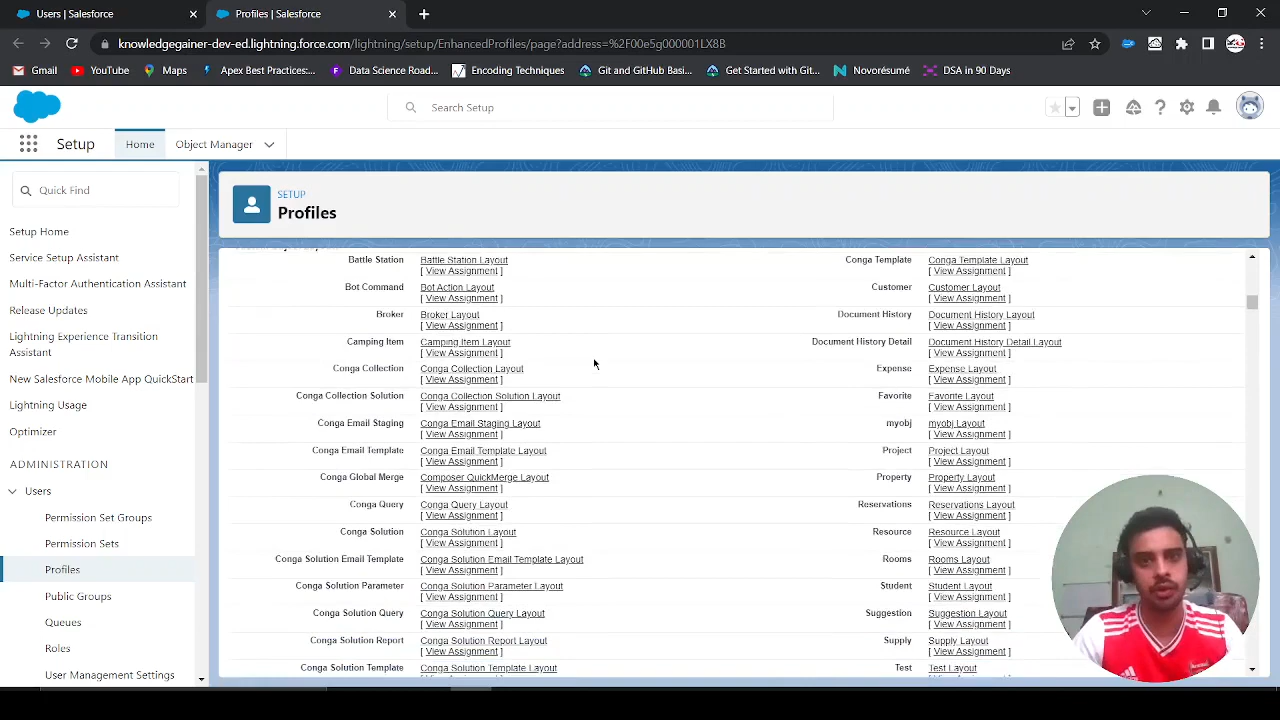 Users | Salesforce
Profiles | Salesforce
knowledgegainer-dev-ed.lightning.force.com/lightning/setup/EnhancedProfiles/page?address=%2F00e5g000001LX8B
Gmail YouTube Maps Apex Best Practices:... Data Science Road... Encoding Techniques Git and GitHub Basi... Get Started with Git... Novorésumé DSA in 90 Days
Search Setup
Setup Home Object Manager
Quick Find
Setup Home
Service Setup Assistant
Multi-Factor Authentication Assistant
Release Updates
Lightning Experience Transition
Assistant
New Salesforce Mobile App QuickStart
Lightning Usage
Optimizer
ADMINISTRATION
Users
Permission Set Groups
Permission Sets
Profiles
Public Groups
Queues
Roles
User Management Settings
SETUP
Profiles
Battle Station Battle Station Layout Conga Template Conga Template Layout
[ View Assignment ] [ View Assignment ]
Bot Command Bot Action Layout Customer Customer Layout
[ View Assignment ] [ View Assignment ]
Broker Broker Layout Document History Document History Layout
[ View Assignment ] [ View Assignment ]
Camping Item Camping Item Layout Document History Detail Document History Detail Layout
[ View Assignment ] [ View Assignment ]
Conga Collection Conga Collection Layout Expense Expense Layout
[ View Assignment ] [ View Assignment ]
Conga Collection Solution Conga Collection Solution Layout Favorite Favorite Layout
[ View Assignment ] [ View Assignment ]
Conga Email Staging Conga Email Staging Layout myobj myobj Layout
[ View Assignment ] [ View Assignment ]
Conga Email Template Conga Email Template Layout Project Project Layout
[ View Assignment ] [ View Assignment ]
Conga Global Merge Composer QuickMerge Layout Property Property Layout
[ View Assignment ] [ View Assignment ]
Conga Query Conga Query Layout Reservations Reservations Layout
[ View Assignment ] [ View Assignment ]
Conga Solution Conga Solution Layout Resource Resource Layout
[ View Assignment ] [ View Assignment ]
Conga Solution Email Template Conga Solution Email Template Layout Rooms Rooms Layout
[ View Assignment ] [ View Assignment ]
Conga Solution Parameter Conga Solution Parameter Layout Student Student Layout
[ View Assignment ] [ View Assignment ]
Conga Solution Query Conga Solution Query Layout Suggestion Suggestion Layout
[ View Assignment ] [ View Assignment ]
Conga Solution Report Conga Solution Report Layout Supply Supply Layout
[ View Assignment ] [ View Assignment ]
Conga Solution Template Conga Solution Template Layout Test Test Layout